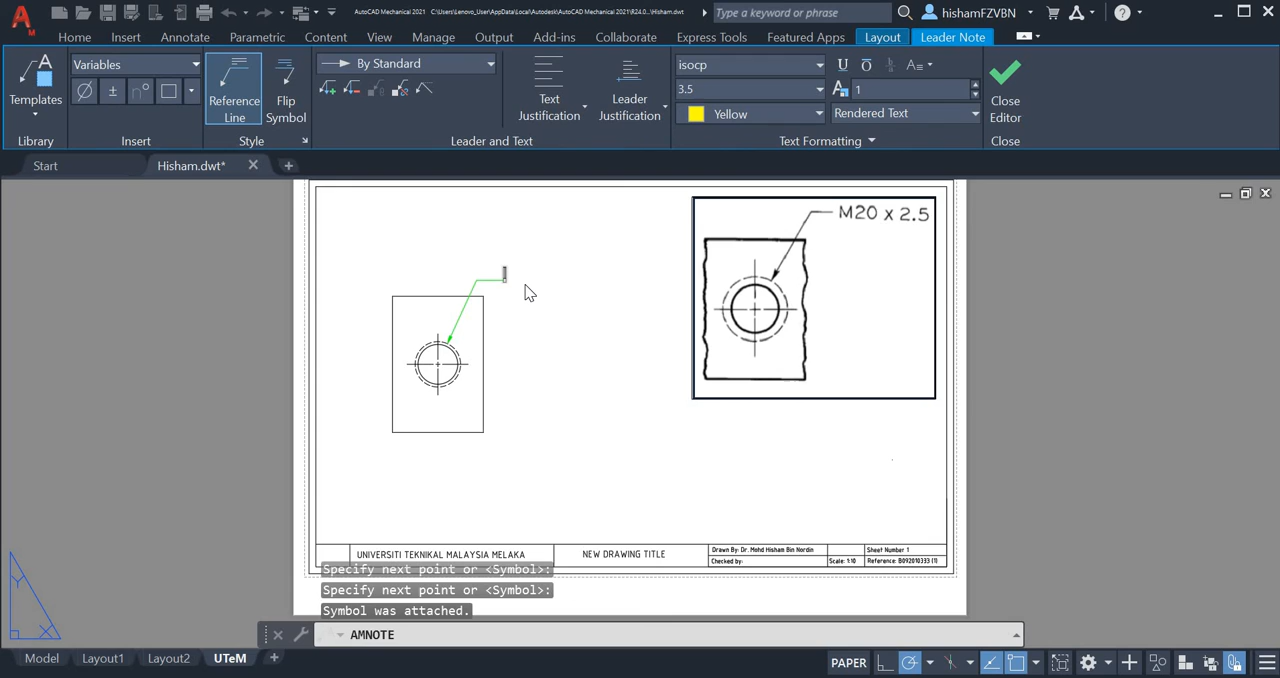 AutoCAD Mechanical 2021 C:\Users\Lenovo_User\AppData\Local\Autodesk\AutoCAD Mechanical 2021\R24.0...\Hisham.dwt
Type a keyword or phrase
hishamFZVBN
Home Insert Annotate Parametric Content View Manage Output Add-ins Collaborate Express Tools Featured Apps Layout Leader Note
Templates
Variables
Reference Line
Flip Symbol
By Standard
Text Justification
Leader Justification
isocp
3.5
1
Yellow
Rendered Text
Close Editor
Library Insert Style Leader and Text Text Formatting Close
Start Hisham.dwt*
M20 x 2.5
UNIVERSITI TEKNIKAL MALAYSIA MELAKA
NEW DRAWING TITLE
Drawn By: Dr. Mohd Hisham Bin Nordin
Checked by:
Scale: 1:10
Sheet Number 1
Reference: B092010333 (1)
Specify next point or <Symbol>:
Specify next point or <Symbol>:
Symbol was attached.
AMNOTE
Y
X
Model Layout1 Layout2 UTeM
PAPER